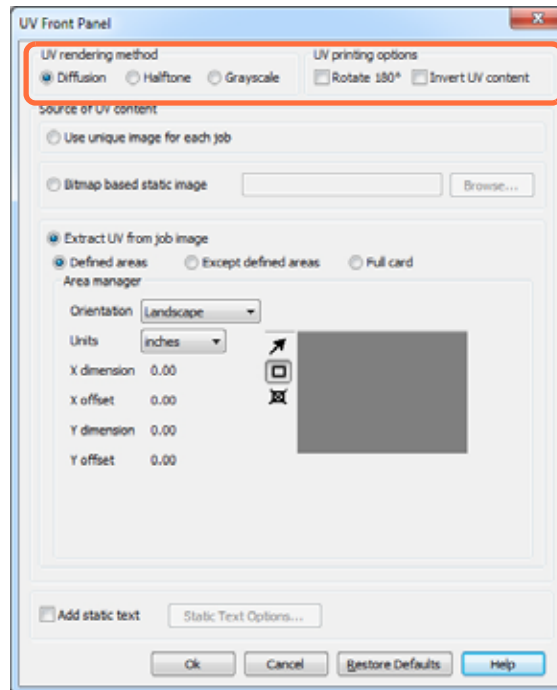 UV Front Panel
UV rendering method
Diffusion Halftone Grayscale
UV printing options
Rotate 180° Invert UV content
Source of UV content
Use unique image for each job
Bitmap based static image Browse...
Extract UV from job image
Defined areas Except defined areas Full card
Area manager
Orientation Landscape
Units inches
X dimension 0.00
X offset 0.00
Y dimension 0.00
Y offset 0.00
Add static text Static Text Options...
Ok Cancel Restore Defaults Help